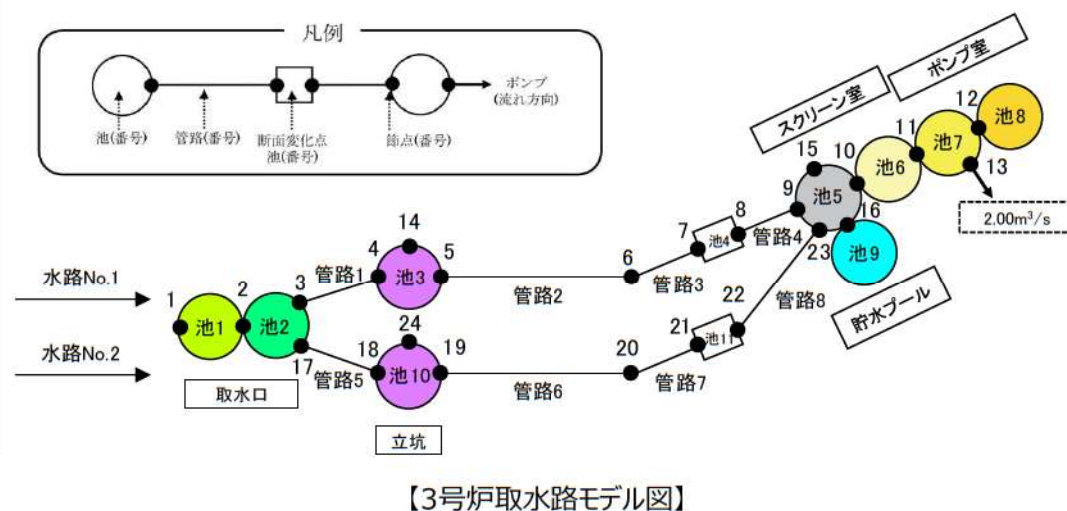 凡例
池(番号)
管路(番号)
断面変化点
池(番号)
節点(番号)
ポンプ
(流れ方向)
スクリーン室
ポンプ室
水路No.1
水路No.2
1
池1
2
池2
3
17
取水口
管路1
管路5
14
4
池3
5
24
18
池10
19
立坑
管路2
管路6
6
20
管路3
管路7
7
池4
8
21
池11
22
管路4
管路8
15
9
池5
10
23
16
池6
11
池7
12
池8
13
2.00m³/s
池9
貯水プール
【3号炉取水路モデル図】